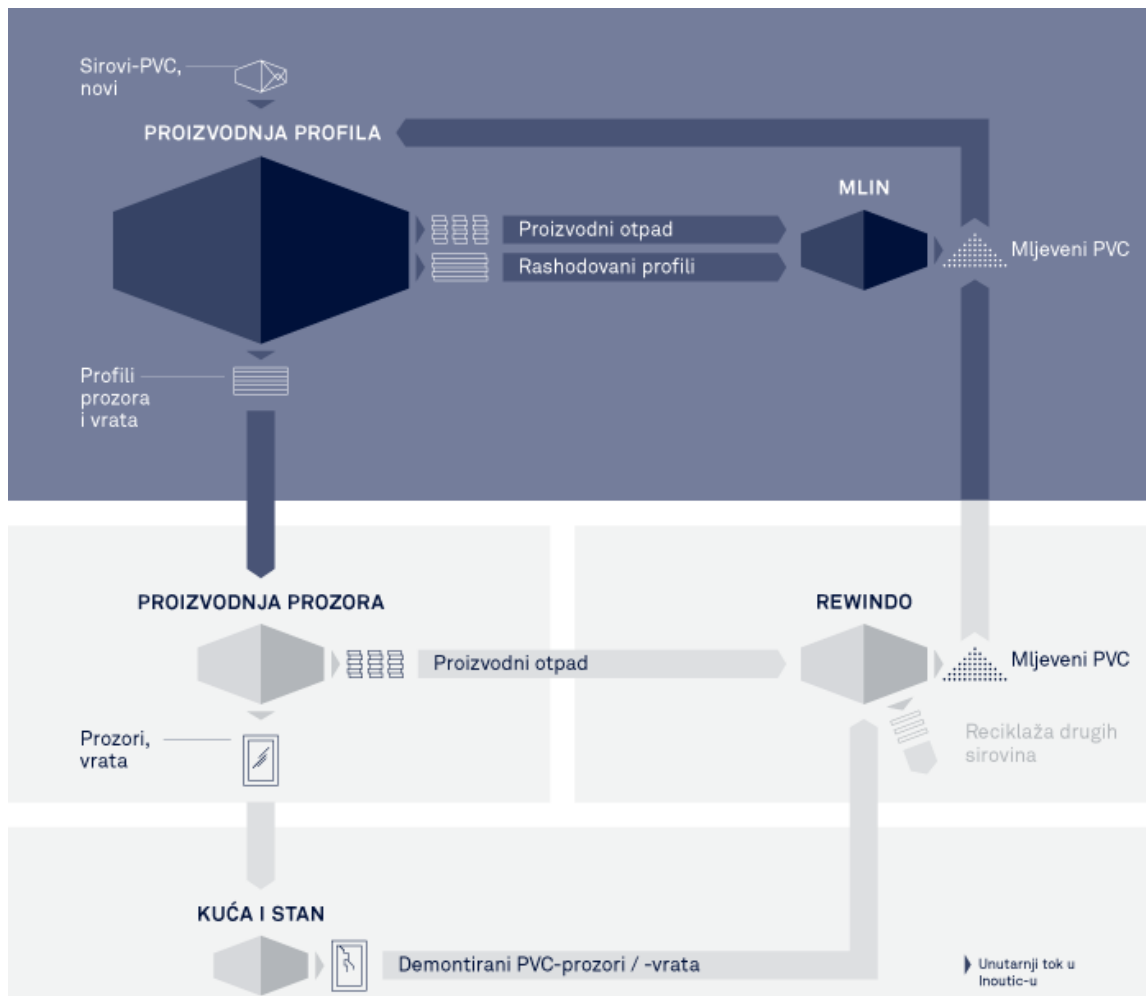 Sirovi-PVC,
novi
PROIZVODNJA PROFILA
MLIN
Proizvodni otpad
Rashodovani profili
Mljeveni PVC
Profili
prozora
i vrata
PROIZVODNJA PROZORA
REWINDO
Proizvodni otpad
Mljeveni PVC
Prozori,
vrata
Reciklaža drugih
sirovina
KUĆA I STAN
Demontirani PVC-prozori / -vrata
Unutarnji tok u
Inoutic-u